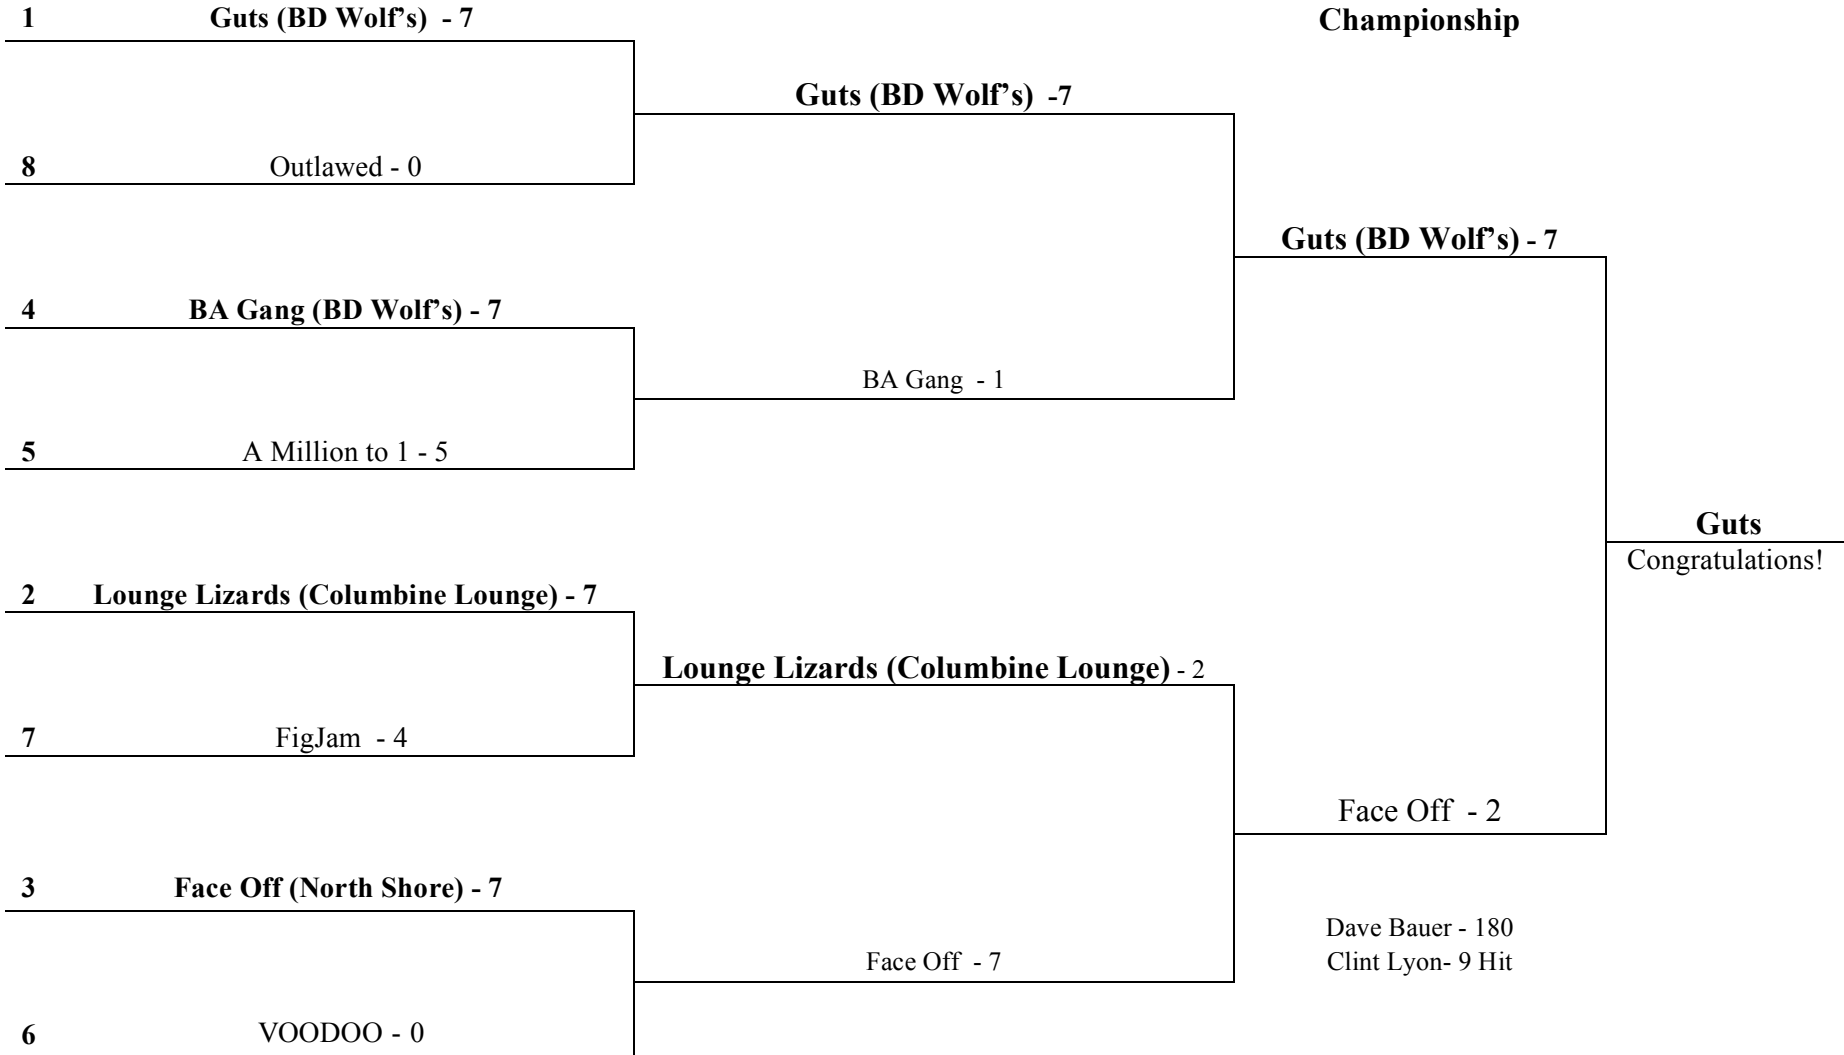 1 Guts (BD Wolf's) - 7
Championship
Guts (BD Wolf's) -7
8 Outlawed - 0
Guts (BD Wolf's) - 7
4 BA Gang (BD Wolf's) - 7
BA Gang - 1
5 A Million to 1 - 5
Guts
Congratulations!
2 Lounge Lizards (Columbine Lounge) - 7
Lounge Lizards (Columbine Lounge) - 2
7 FigJam - 4
Face Off - 2
3 Face Off (North Shore) - 7
Dave Bauer - 180
Face Off - 7
Clint Lyon- 9 Hit
6 VOODOO - 0